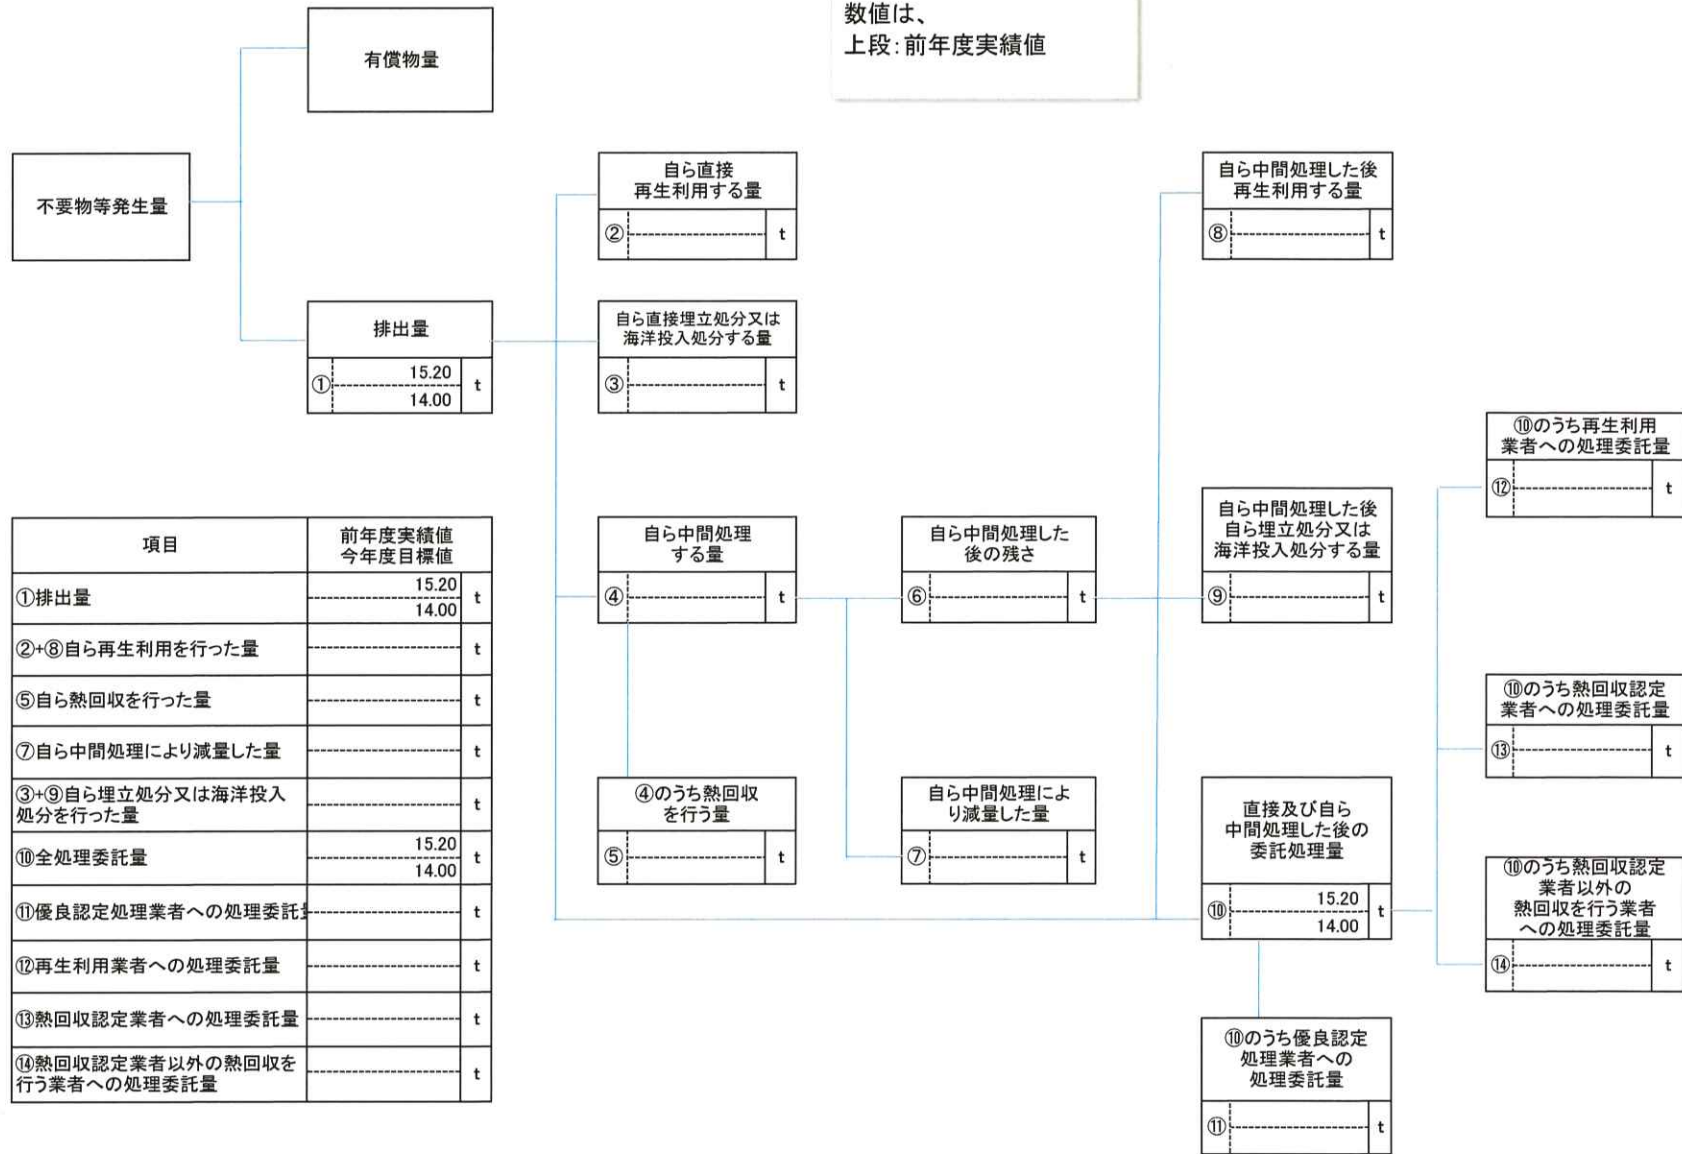 数値は、
上段:前年度実績値
有償物量
不要物等発生量
自ら直接
再生利用する量
② t
自ら中間処理した後
再生利用する量
⑧ t
排出量
① 15.20 t
14.00
自ら直接埋立処分又は
海洋投入処分する量
③ t
⑩のうち再生利用
業者への処理委託量
⑫ t
自ら中間処理
する量
④ t
自ら中間処理した
後の残さ
⑥ t
自ら中間処理した後
自ら埋立処分又は
海洋投入処分する量
⑨ t
⑩のうち熱回収認定
業者への処理委託量
⑬ t
④のうち熱回収
を行う量
⑤ t
自ら中間処理によ
り減量した量
⑦ t
直接及び自ら
中間処理した後の
委託処理量
⑩ 15.20 t
14.00
⑩のうち熱回収認定
業者以外の
熱回収を行う業者
への処理委託量
⑭ t
⑩のうち優良認定
処理業者への
処理委託量
⑪ t
項目 前年度実績値
今年度目標値
①排出量 15.20 t
14.00
②+⑧自ら再生利用を行った量 t
⑤自ら熱回収を行った量 t
⑦自ら中間処理により減量した量 t
③+⑨自ら埋立処分又は海洋投入
処分を行った量 t
⑩全処理委託量 15.20 t
14.00
⑪優良認定処理業者への処理委託 t
⑫再生利用業者への処理委託量 t
⑬熱回収認定業者への処理委託量 t
⑭熱回収認定業者以外の熱回収を
行う業者への処理委託量 t